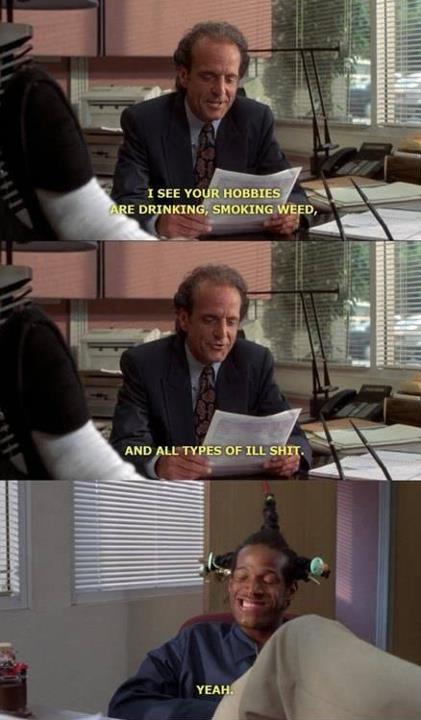 I SEE YOUR HOBBIES
ARE DRINKING, SMOKING WEED,
AND ALL TYPES OF ILL SHIT.
YEAH.